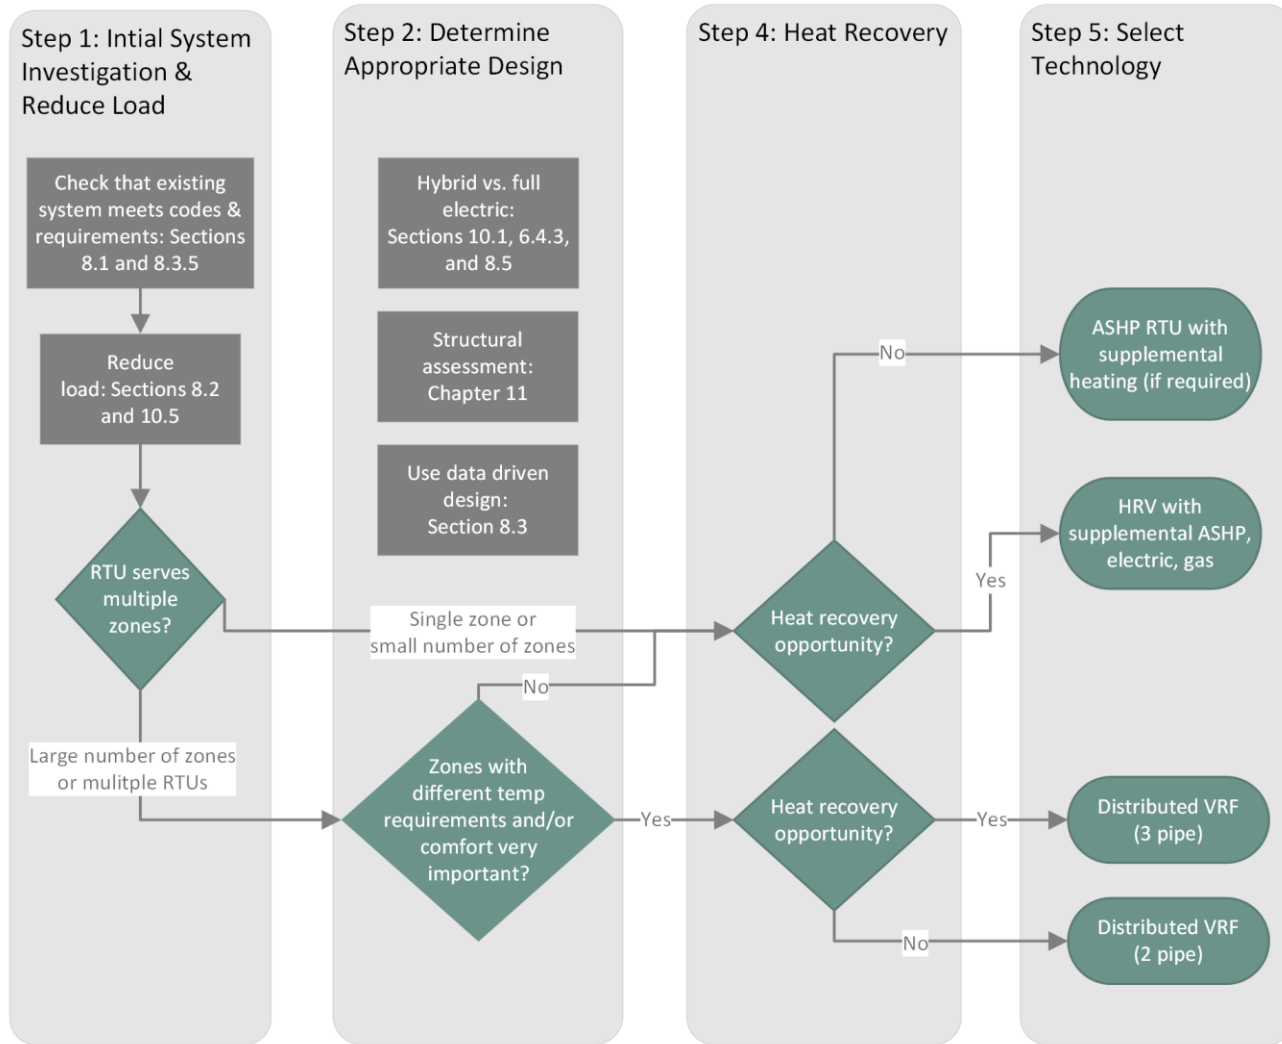 Step 1: Intial System
Investigation &
Reduce Load
Check that existing
system meets codes &
requirements: Sections
8.1 and 8.3.5
Reduce
load: Sections 8.2
and 10.5
RTU serves
multiple
zones?
Large number of zones
or mulitple RTUs
Step 2: Determine
Appropriate Design
Hybrid vs. full
electric:
Sections 10.1, 6.4.3,
and 8.5
Structural
assessment:
Chapter 11
Use data driven
design:
Section 8.3
Single zone or
small number of zones
No
Zones with
different temp
requirements and/or
comfort very
important?
Yes
Step 4: Heat Recovery
No
Heat recovery
opportunity?
Yes
Heat recovery
opportunity?
Yes
No
Step 5: Select
Technology
ASHP RTU with
supplemental
heating (if required)
HRV with
supplemental ASHP,
electric, gas
Distributed VRF
(3 pipe)
Distributed VRF
(2 pipe)